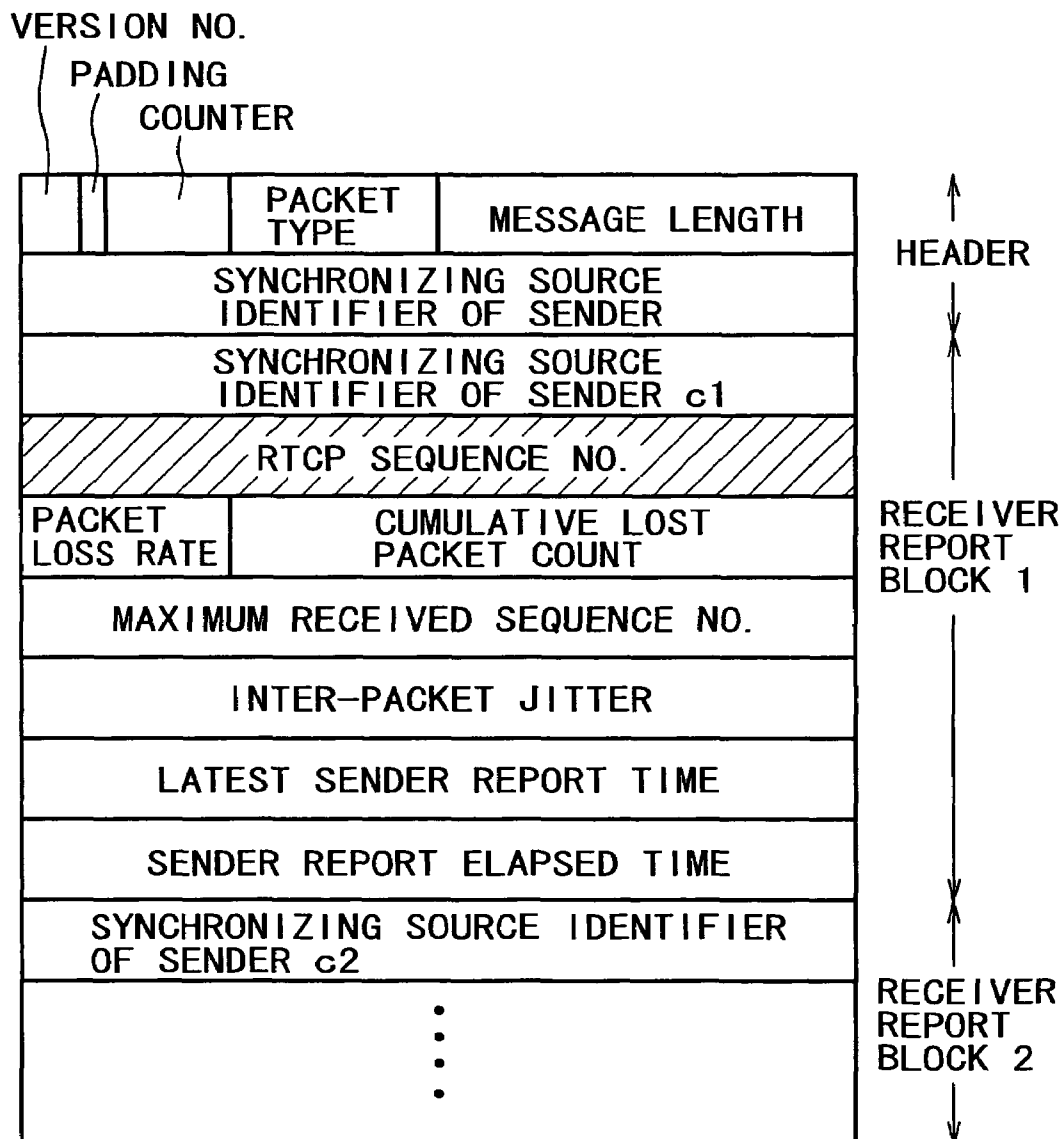 VERSION NO.
PADDING
COUNTER
PACKET
TYPE
MESSAGE LENGTH
HEADER
SYNCHRONIZING SOURCE
IDENTIFIER OF SENDER
SYNCHRONIZING SOURCE
IDENTIFIER OF SENDER c1
RTCP SEQUENCE NO.
PACKET
LOSS RATE
CUMULATIVE LOST
PACKET COUNT
RECEIVER
REPORT
BLOCK 1
MAXIMUM RECEIVED SEQUENCE NO.
INTER-PACKET JITTER
LATEST SENDER REPORT TIME
SENDER REPORT ELAPSED TIME
SYNCHRONIZING SOURCE IDENTIFIER
OF SENDER c2
RECEIVER
REPORT
BLOCK 2